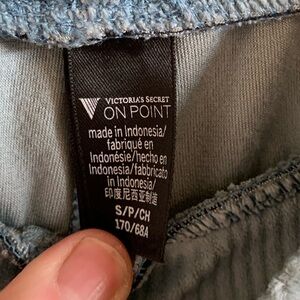 VICTORIA'S SECRET
ON POINT
made in Indonesia/
fabriqué en
Indonésie/hecho en
Indonesia/fabbricato
in Indonesia/
印度尼西亚制造
S/P/CH
170/68A